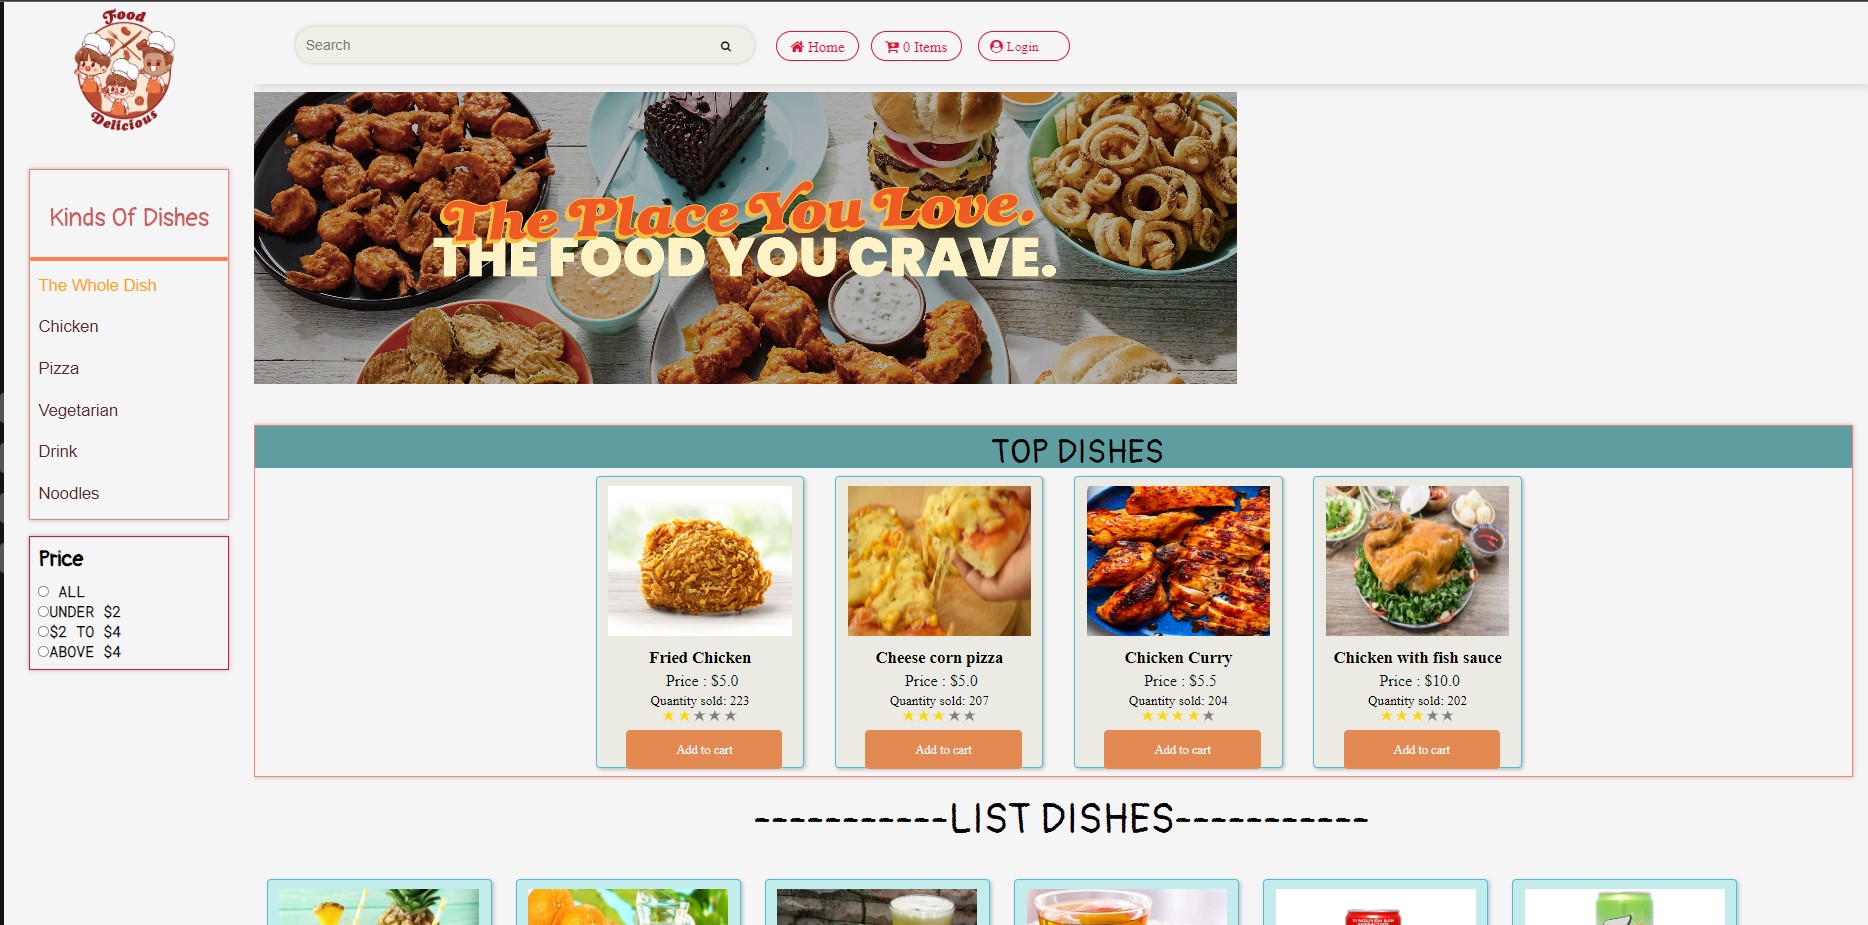 Food
Delicious
Search
Home
0 Items
Login
The Place You Love.
THE FOOD YOU CRAVE.
Kinds Of Dishes
The Whole Dish
Chicken
Pizza
Vegetarian
Drink
Noodles
Price
ALL
UNDER $2
$2 TO $4
ABOVE $4
TOP DISHES
Fried Chicken
Price : $5.0
Quantity sold: 223
Add to cart
Cheese corn pizza
Price : $5.0
Quantity sold: 207
Add to cart
Chicken Curry
Price : $5.5
Quantity sold: 204
Add to cart
Chicken with fish sauce
Price : $10.0
Quantity sold: 202
Add to cart
-----------LIST DISHES-----------